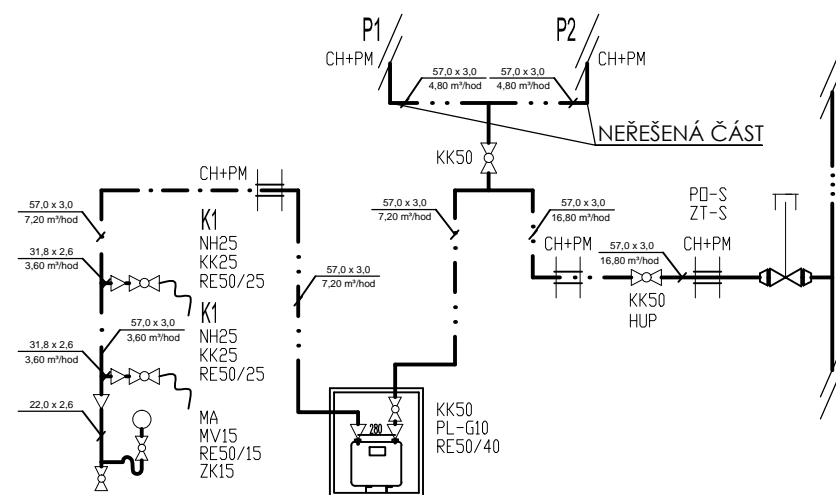 P1
P2
CH+PM
CH+PM
57,0 x 3,0
4,80 m³/hod
57,0 x 3,0
4,80 m³/hod
NEŘEŠENÁ ČÁST
KK50
CH+PM
57,0 x 3,0
7,20 m³/hod
57,0 x 3,0
7,20 m³/hod
57,0 x 3,0
16,80 m³/hod
PO-S
ZT-S
K1
NH25
KK25
RE50/25
31,8 x 2,6
3,60 m³/hod
CH+PM
57,0 x 3,0
16,80 m³/hod
CH+PM
57,0 x 3,0
7,20 m³/hod
KK50
HUP
K1
NH25
KK25
RE50/25
57,0 x 3,0
3,60 m³/hod
31,8 x 2,6
3,60 m³/hod
22,0 x 2,6
MA
MV15
RE50/15
ZK15
280
KK50
PL-G10
RE50/40